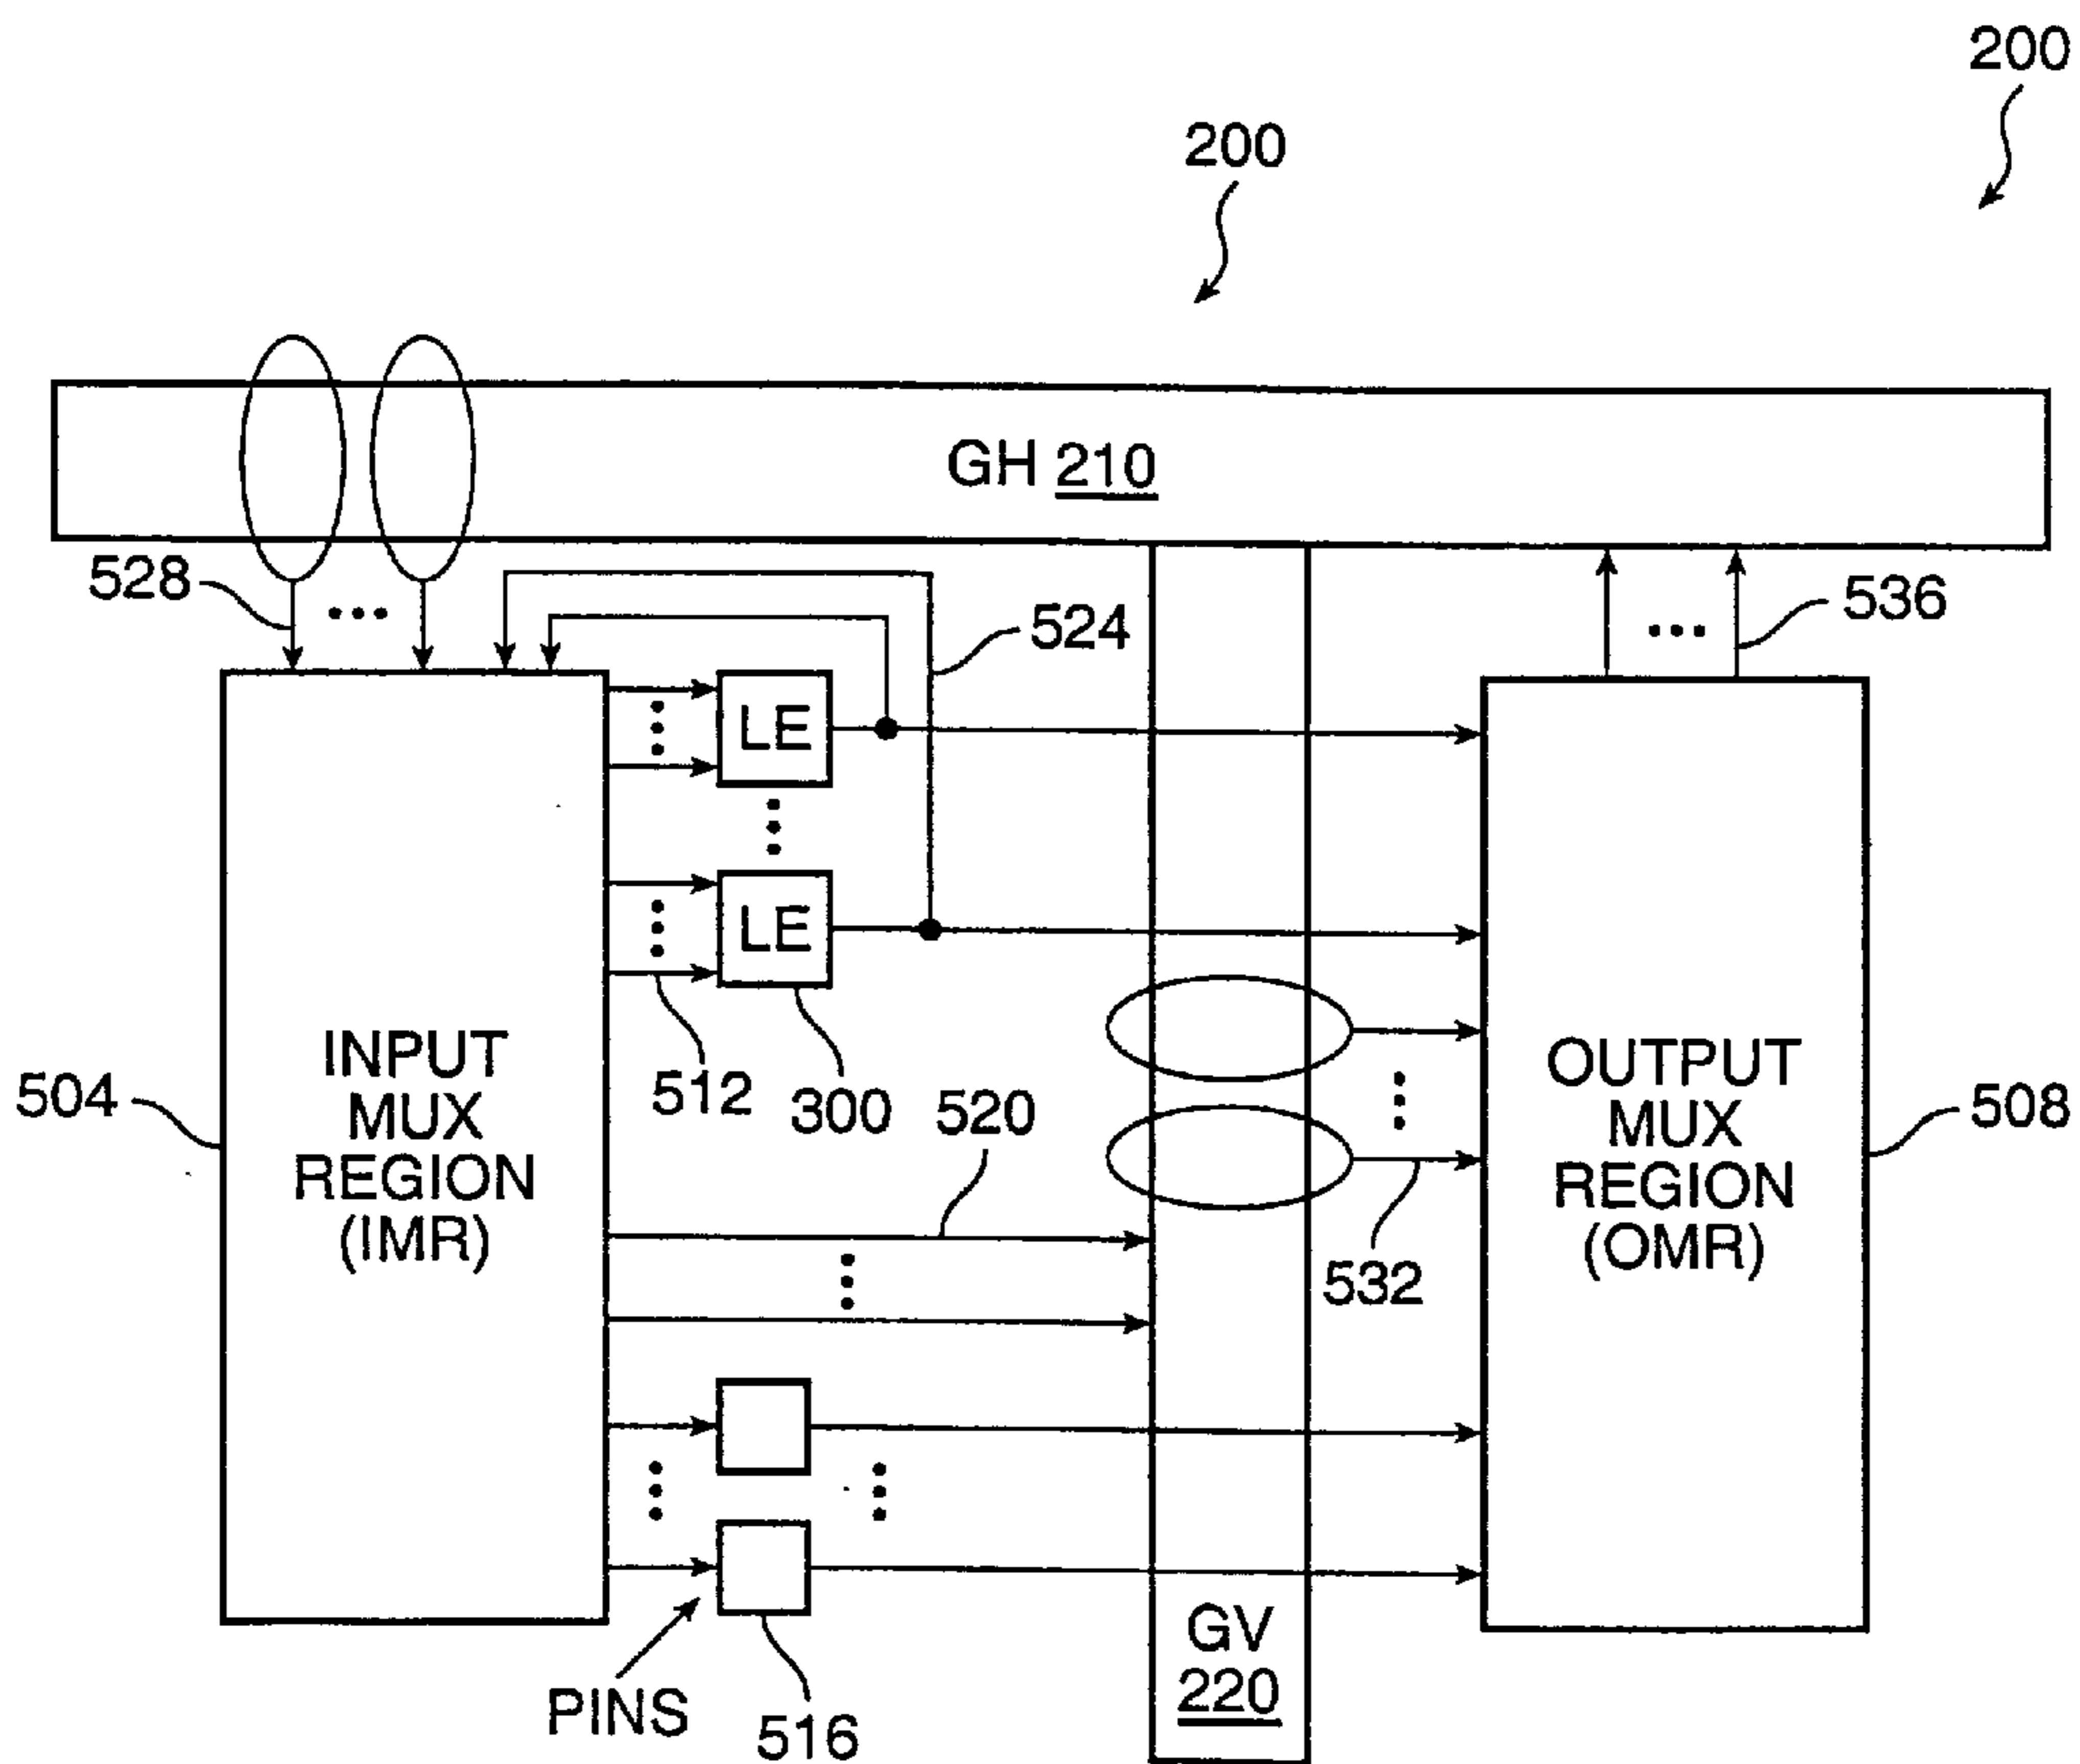 200
200
GH 210
528
536
524
LE
LE
INPUT
MUX
REGION
(IMR)
OUTPUT
MUX
REGION
(OMR)
504
512
300
520
508
532
GV
220
PINS
516